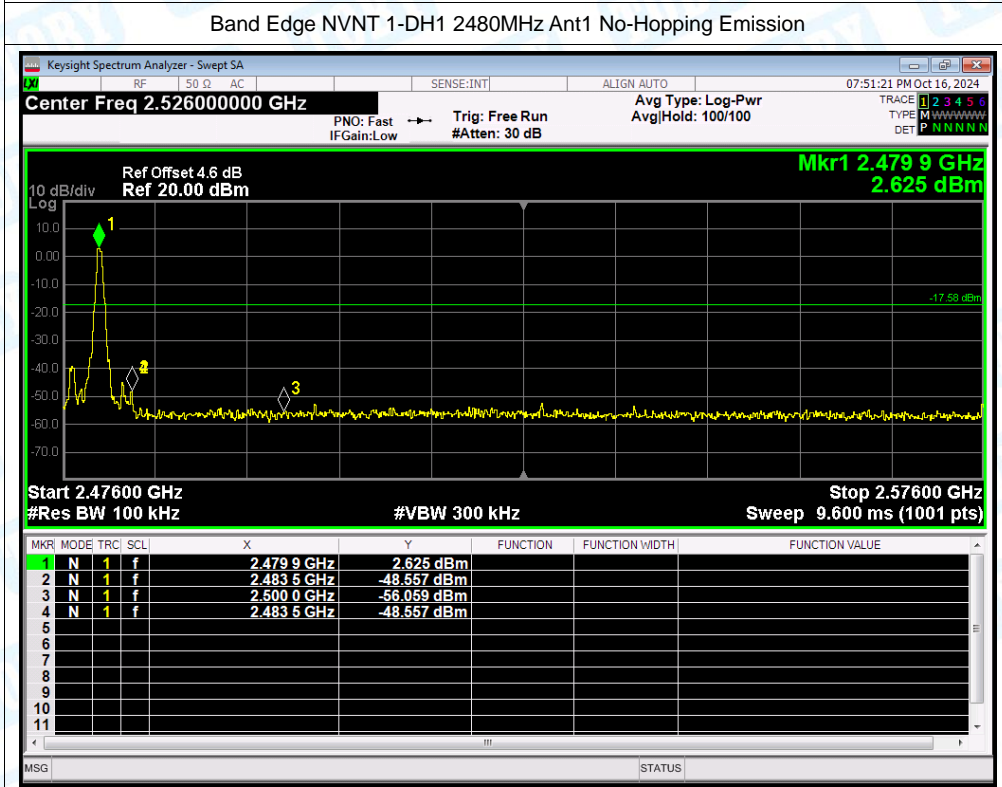 Band Edge NVNT 1-DH1 2480MHz Ant1 No-Hopping Emission
Keysight Spectrum Analyzer - Swept SA
LXI RF 50 Ω AC SENSE:INT ALIGN AUTO 07:51:21 PM Oct 16, 2024
Center Freq 2.526000000 GHz
PNO: Fast
IFGain:Low
Trig: Free Run
#Atten: 30 dB
Avg Type: Log-Pwr
Avg|Hold: 100/100
TRACE 1 2 3 4 5 6
TYPE M W W W W W
DET P N N N N N
Mkr1 2.479 9 GHz
2.625 dBm
Ref Offset 4.6 dB
10 dB/div Ref 20.00 dBm
Log
10.0
0.00
-10.0
-20.0
-30.0
-40.0
-50.0
-60.0
-70.0
1
-17.58 dBm
3
Start 2.47600 GHz Stop 2.57600 GHz
#Res BW 100 kHz #VBW 300 kHz Sweep 9.600 ms (1001 pts)
MKR MODE TRC SCL X Y FUNCTION FUNCTION WIDTH FUNCTION VALUE
1 N 1 f 2.479 9 GHz 2.625 dBm
2 N 1 f 2.483 5 GHz -48.557 dBm
3 N 1 f 2.500 0 GHz -56.059 dBm
4 N 1 f 2.483 5 GHz -48.557 dBm
5
6
7
8
9
10
11
MSG STATUS